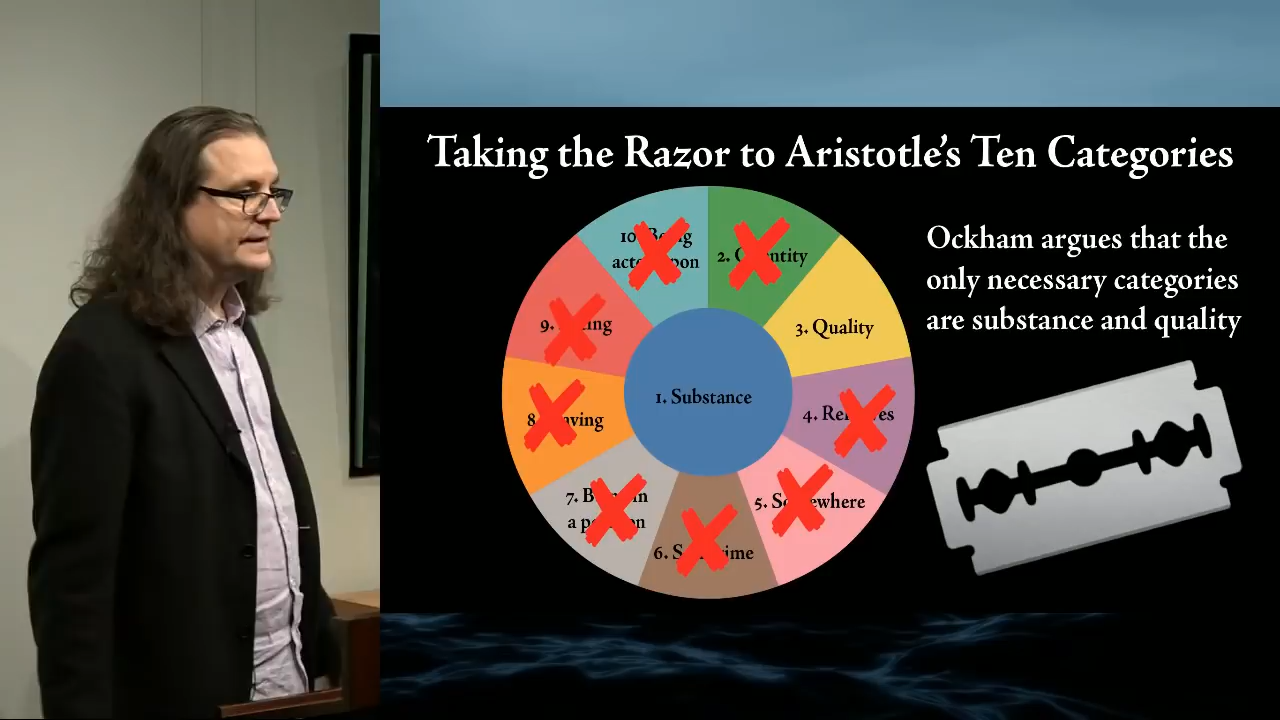 Taking the Razor to Aristotle's Ten Categories
1. Substance
2. Quantity
3. Quality
4. Relatives
5. Somewhere
6. Sometime
7. Being in
a position
8. Having
9. Acting
10. Being
acted upon
Ockham argues that the
only necessary categories
are substance and quality